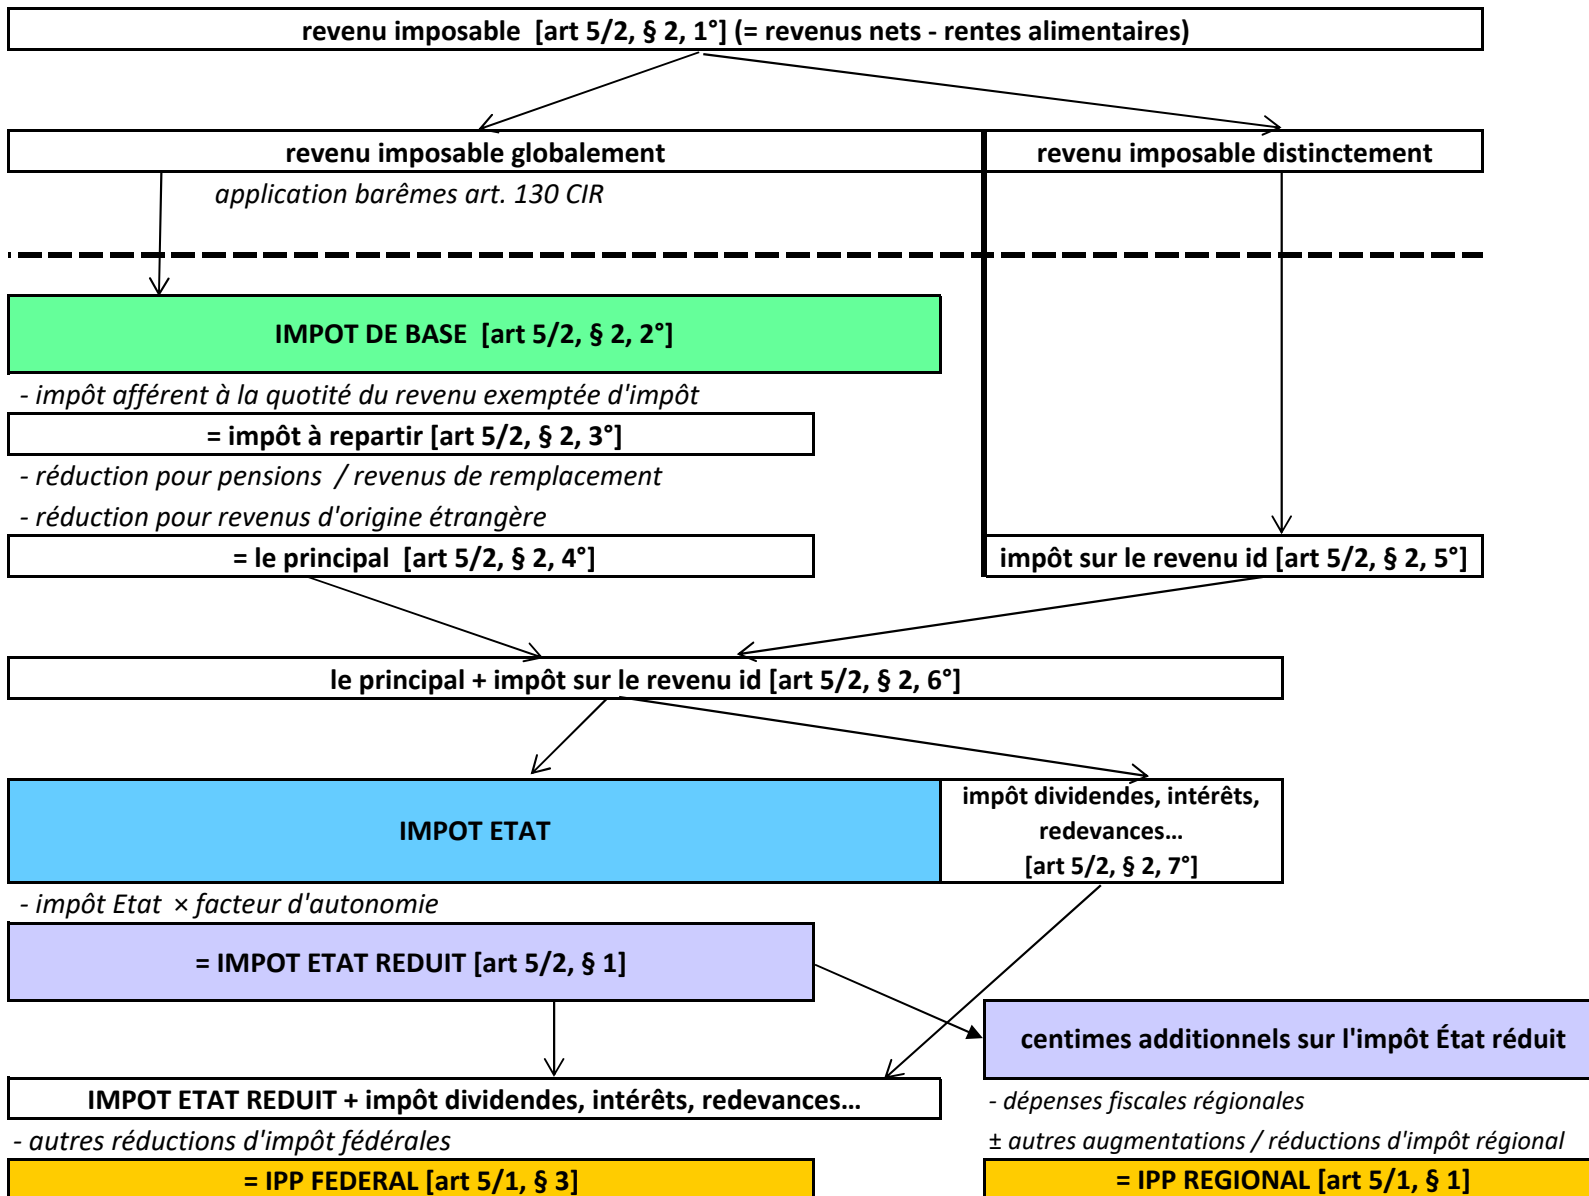 revenu imposable  [art 5/2, § 2, 1°] (= revenus nets - rentes alimentaires)
revenu imposable globalement
revenu imposable distinctement
application barêmes art. 130 CIR
IMPOT DE BASE  [art 5/2, § 2, 2°]
- impôt afférent à la quotité du revenu exemptée d'impôt
= impôt à repartir [art 5/2, § 2, 3°]
- réduction pour pensions  / revenus de remplacement
- réduction pour revenus d'origine étrangère
= le principal  [art 5/2, § 2, 4°]
impôt sur le revenu id [art 5/2, § 2, 5°]
le principal + impôt sur le revenu id [art 5/2, § 2, 6°]
IMPOT ETAT
impôt dividendes, intérêts,
redevances…
[art 5/2, § 2, 7°]
- impôt Etat  × facteur d'autonomie
= IMPOT ETAT REDUIT [art 5/2, § 1]
centimes additionnels sur l'impôt État réduit
IMPOT ETAT REDUIT + impôt dividendes, intérêts, redevances…
- dépenses fiscales régionales
- autres réductions d'impôt fédérales
± autres augmentations / réductions d'impôt régional
= IPP FEDERAL [art 5/1, § 3]
= IPP REGIONAL [art 5/1, § 1]